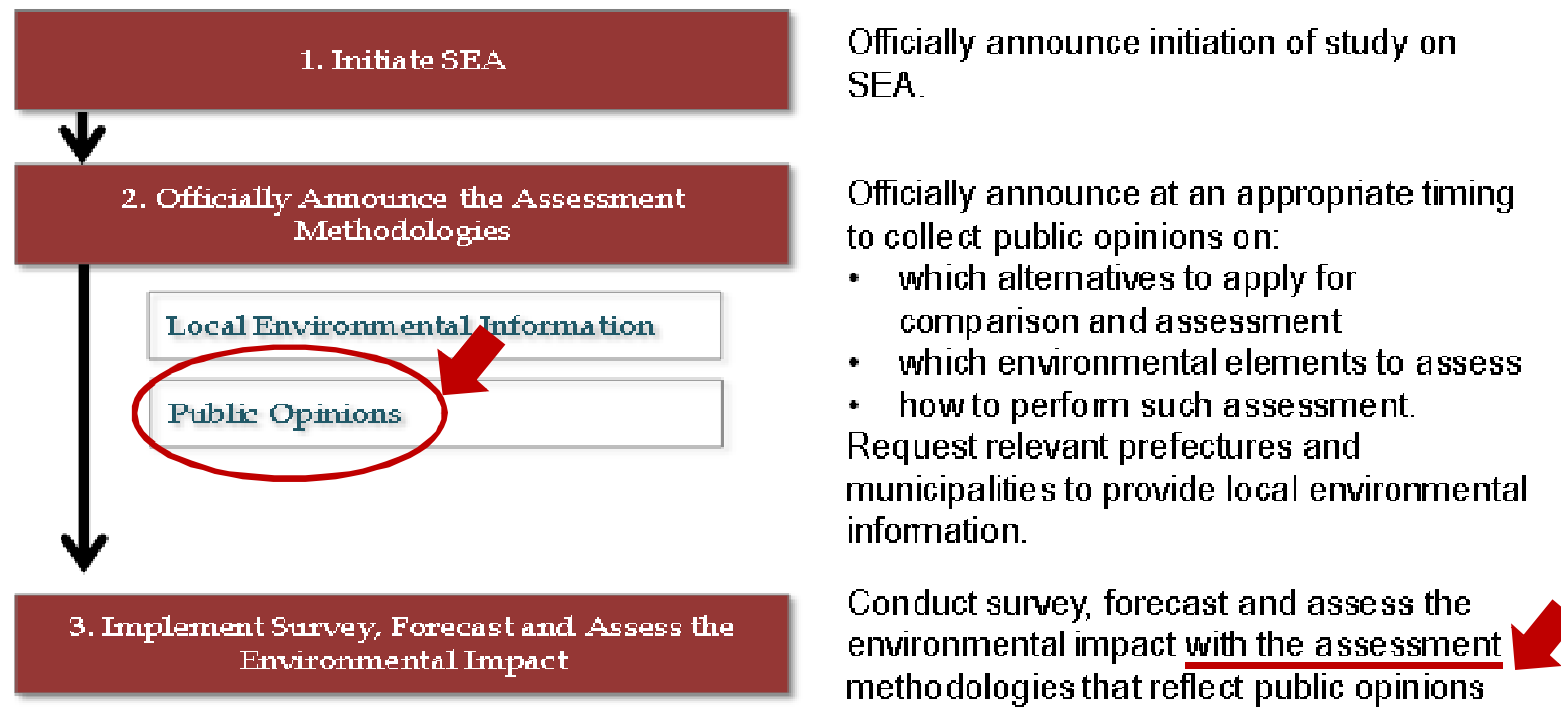 1. Initiate SEA
Officially announce initiation of study on
SEA.
2. Officially Announce the Assessment
Methodologies
Officially announce at an appropriate timing
to collect public opinions on:
• which alternatives to apply for
comparison and assessment
• which environmental elements to assess
• how to perform such assessment.
Request relevant prefectures and
municipalities to provide local environmental
information.
Local Environmental Information
Public Opinions
3. Implement Survey, Forecast and Assess the
Environmental Impact
Conduct survey, forecast and assess the
environmental impact with the assessment
methodologies that reflect public opinions